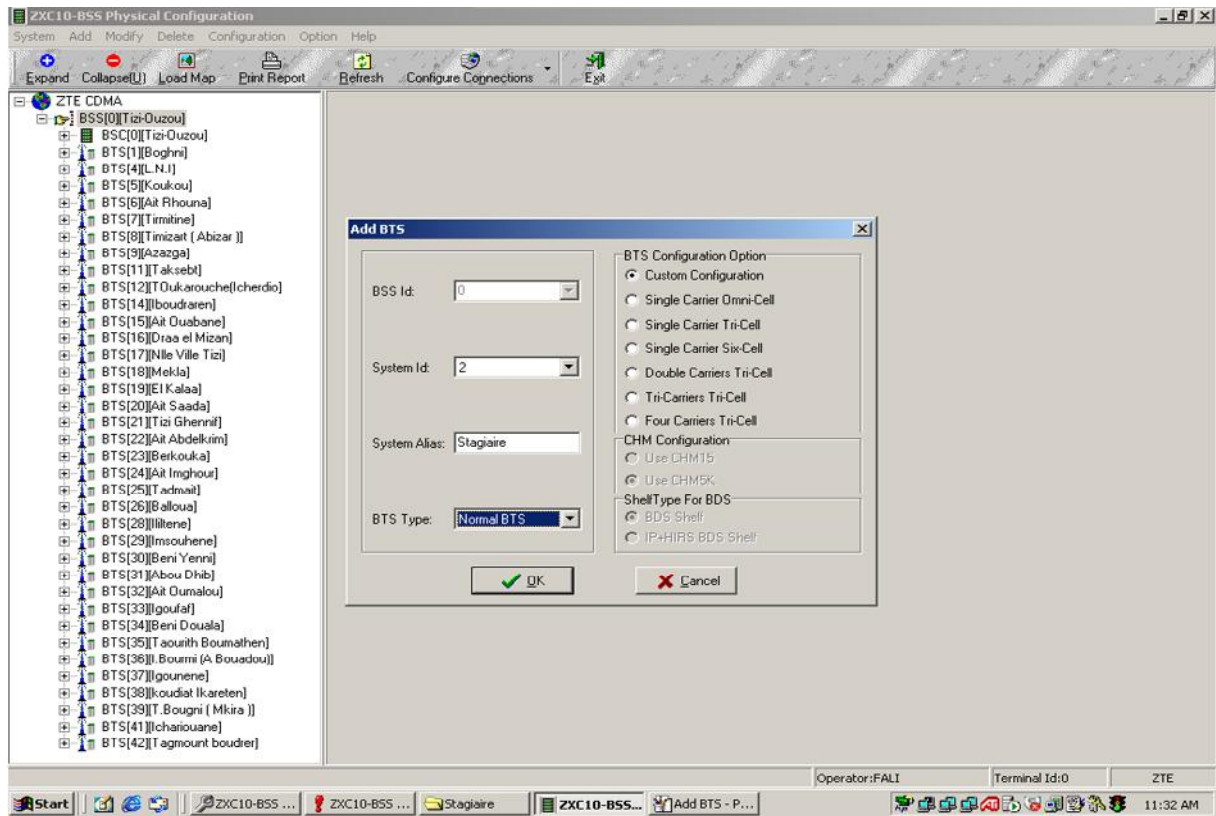 ZXC10-BSS Physical Configuration
System Add Modify Delete Configuration Option Help
Expand Collapse(U) Load Map Print Report Refresh Configure Connections Exit
ZTE CDMA
BSS[0][Tizi-Ouzou]
BSC[0][Tizi-Ouzou]
BTS[1][Boghni]
BTS[4][L.N.I]
BTS[5][Koukou]
BTS[6][Ait Rhouna]
BTS[7][Tirmitine]
BTS[8][Timizart ( Abizar )]
BTS[9][Azazga]
BTS[11][Taksebt]
BTS[12][TOukarouche(Icherdio]
BTS[14][Iboudraren]
BTS[15][Ait Ouabane]
BTS[16][Draa el Mizan]
BTS[17][Nlle Ville Tizi]
BTS[18][Mekla]
BTS[19][El Kalaa]
BTS[20][Ait Saada]
BTS[21][Tizi Ghennif]
BTS[22][Ait Abdelkrim]
BTS[23][Berkouka]
BTS[24][Ait Imghour]
BTS[25][Tadmait]
BTS[26][Balloua]
BTS[28][Illiltene]
BTS[29][Imsouhene]
BTS[30][Beni Yenni]
BTS[31][Abou Dhib]
BTS[32][Ait Oumalou]
BTS[33][Igoufaf]
BTS[34][Beni Douala]
BTS[35][Taourith Boumathen]
BTS[36][I.Bourmi (A Bouadou)]
BTS[37][Igounene]
BTS[38][koudiat Ikareten]
BTS[39][T.Bougni ( Mkira )]
BTS[41][Ichariouane]
BTS[42][Tagmount boudrer]
Add BTS
BSS Id: 0
System Id: 2
System Alias: Stagiaire
BTS Type: Normal BTS
BTS Configuration Option
Custom Configuration
Single Carrier Omni-Cell
Single Carrier Tri-Cell
Single Carrier Six-Cell
Double Carriers Tri-Cell
Tri-Carriers Tri-Cell
Four Carriers Tri-Cell
CHM Configuration
Use CHM15
Use CHM5K
ShelfType For BDS
BDS Shelf
IP+HIRS BDS Shelf
OK Cancel
Operator:FALI Terminal Id:0 ZTE
Start ZXC10-BSS ... ZXC10-BSS ... Stagiaire ZXC10-BSS... Add BTS - P... 11:32 AM